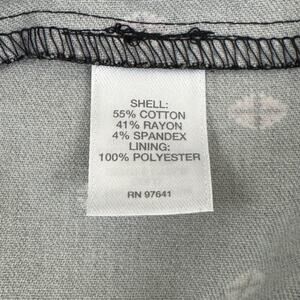 SHELL:
55% COTTON
41% RAYON
4% SPANDEX
LINING:
100% POLYESTER
RN 97641